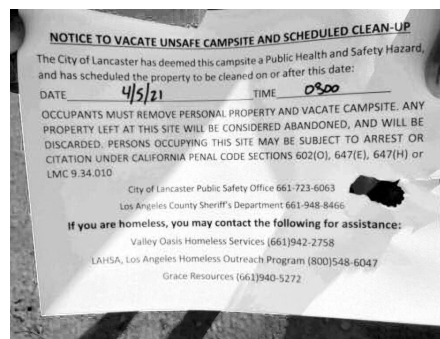 NOTICE TO VACATE UNSAFE CAMPSITE AND SCHEDULED CLEAN-UP
The City of Lancaster has deemed this campsite a Public Health and Safety Hazard,
and has scheduled the property to be cleaned on or after this date:
DATE 4/5/21 TIME 0800
OCCUPANTS MUST REMOVE PERSONAL PROPERTY AND VACATE CAMPSITE. ANY
PROPERTY LEFT AT THIS SITE WILL BE CONSIDERED ABANDONED, AND WILL BE
DISCARDED. PERSONS OCCUPYING THIS SITE MAY BE SUBJECT TO ARREST OR
CITATION UNDER CALIFORNIA PENAL CODE SECTIONS 602(O), 647(E), 647(H) or
LMC 9.34.010
City of Lancaster Public Safety Office 661-723-6063
Los Angeles County Sheriff's Department 661-948-8466
If you are homeless, you may contact the following for assistance:
Valley Oasis Homeless Services (661)942-2758
LAHSA, Los Angeles Homeless Outreach Program (800)548-6047
Grace Resources (661)940-5272